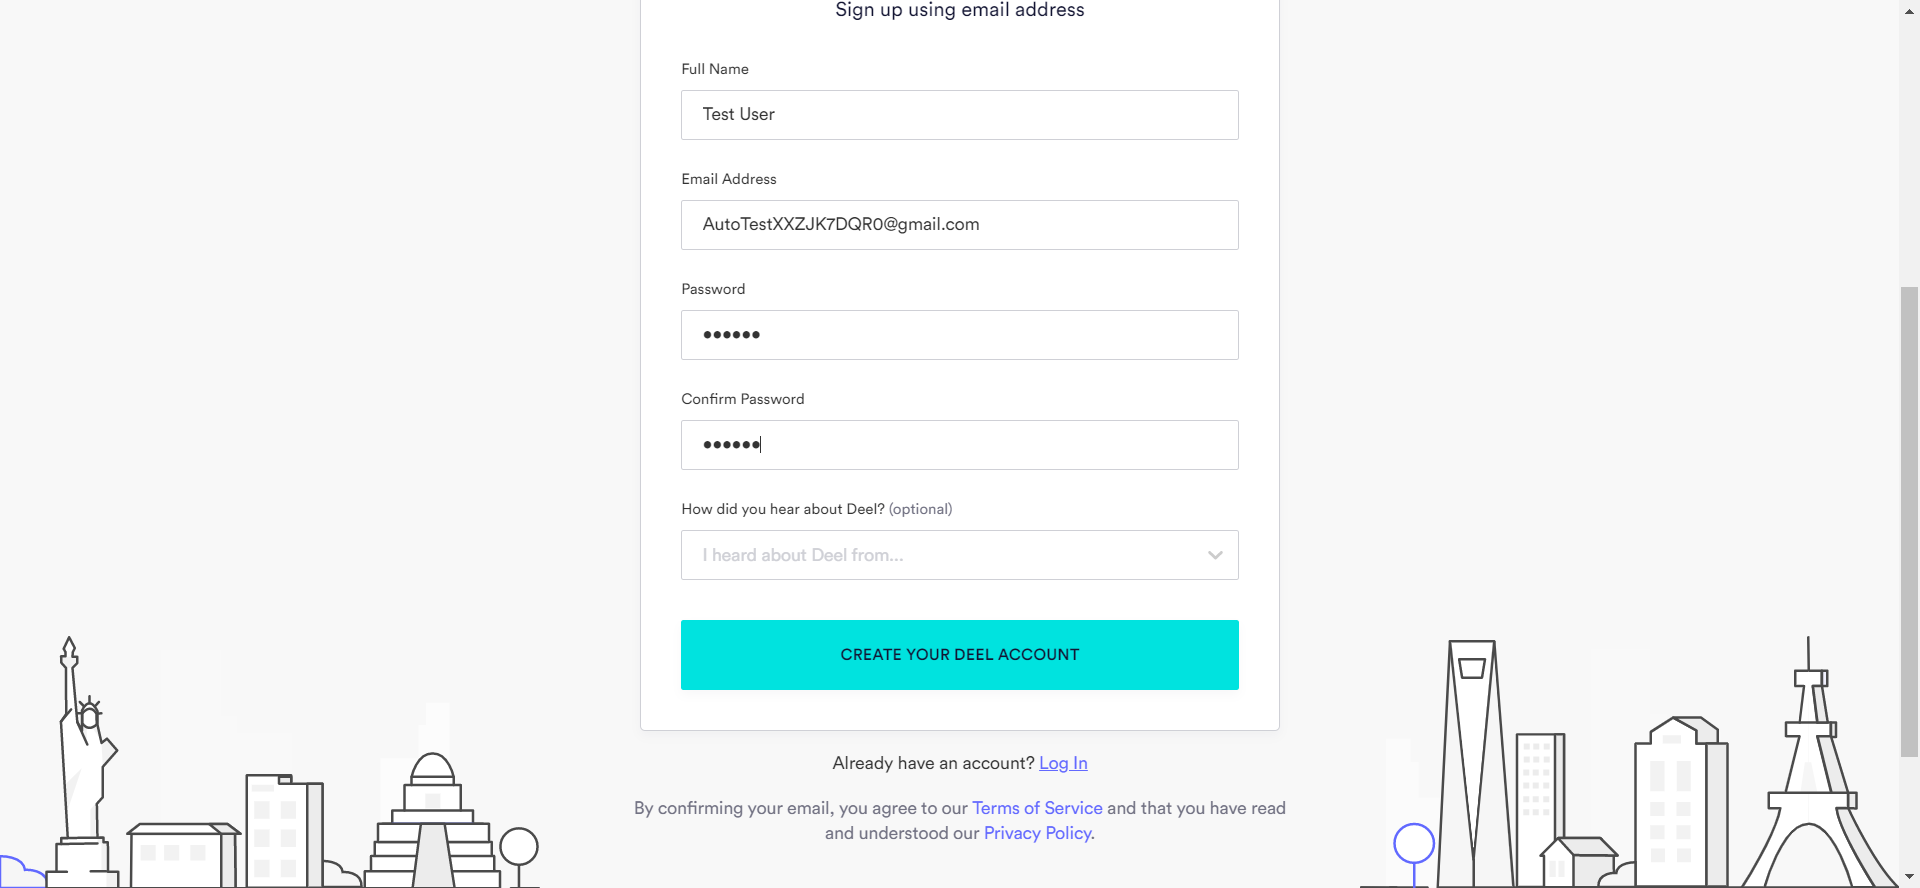 Sign up using email address
Full Name
Test User
Email Address
AutoTestXXZJK7DQR0@gmail.com
Password
••••••
Confirm Password
••••••
How did you hear about Deel? (optional)
I heard about Deel from...
CREATE YOUR DEEL ACCOUNT
Already have an account? Log In
By confirming your email, you agree to our Terms of Service and that you have read
and understood our Privacy Policy.